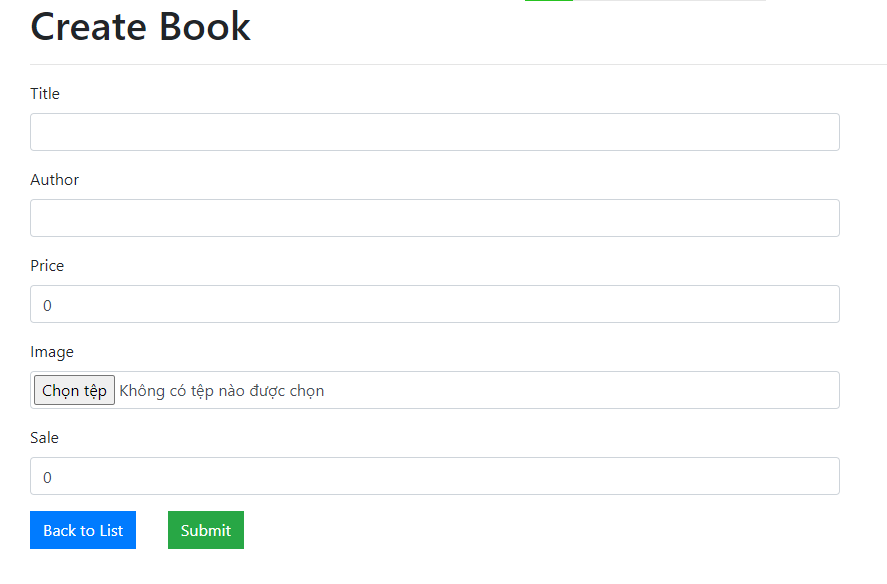 Create Book
Title
Author
Price
0
Image
Chọn tệp Không có tệp nào được chọn
Sale
0
Back to List Submit